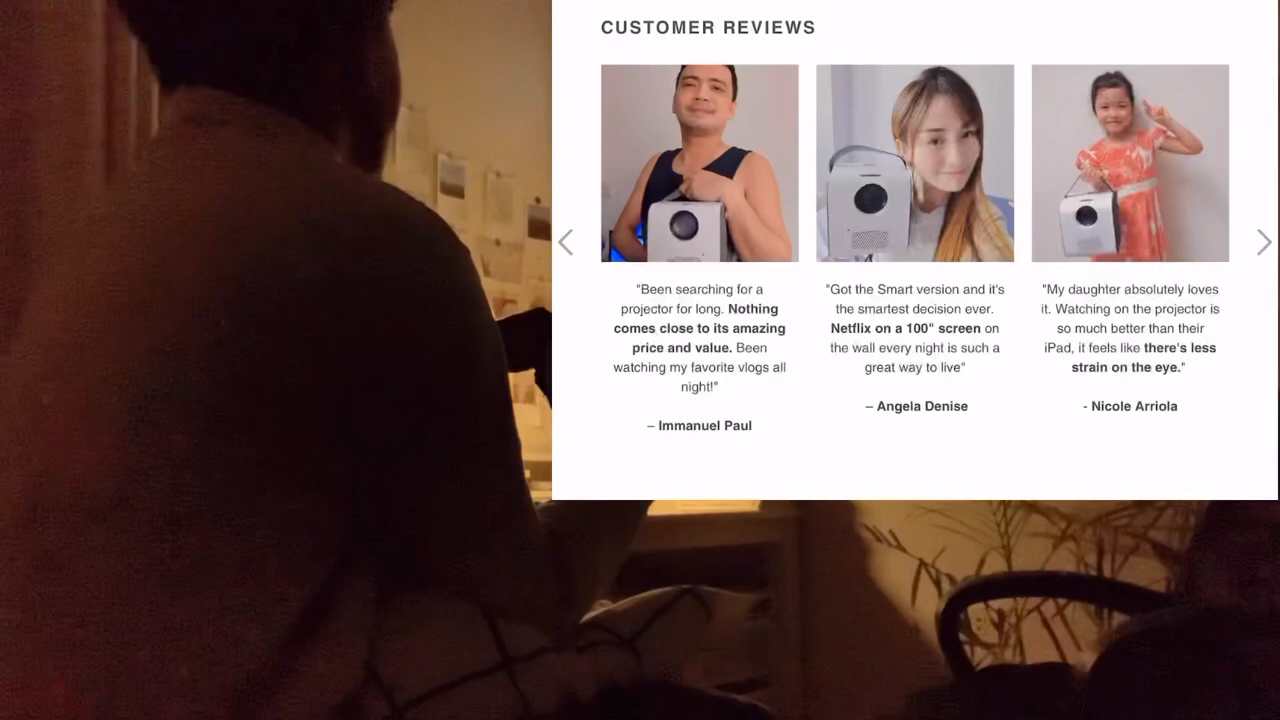 CUSTOMER REVIEWS
"Been searching for a
projector for long. Nothing
comes close to its amazing
price and value. Been
watching my favorite vlogs all
night!"
– Immanuel Paul
"Got the Smart version and it's
the smartest decision ever.
Netflix on a 100" screen on
the wall every night is such a
great way to live"
– Angela Denise
"My daughter absolutely loves
it. Watching on the projector is
so much better than their
iPad, it feels like there's less
strain on the eye."
- Nicole Arriola